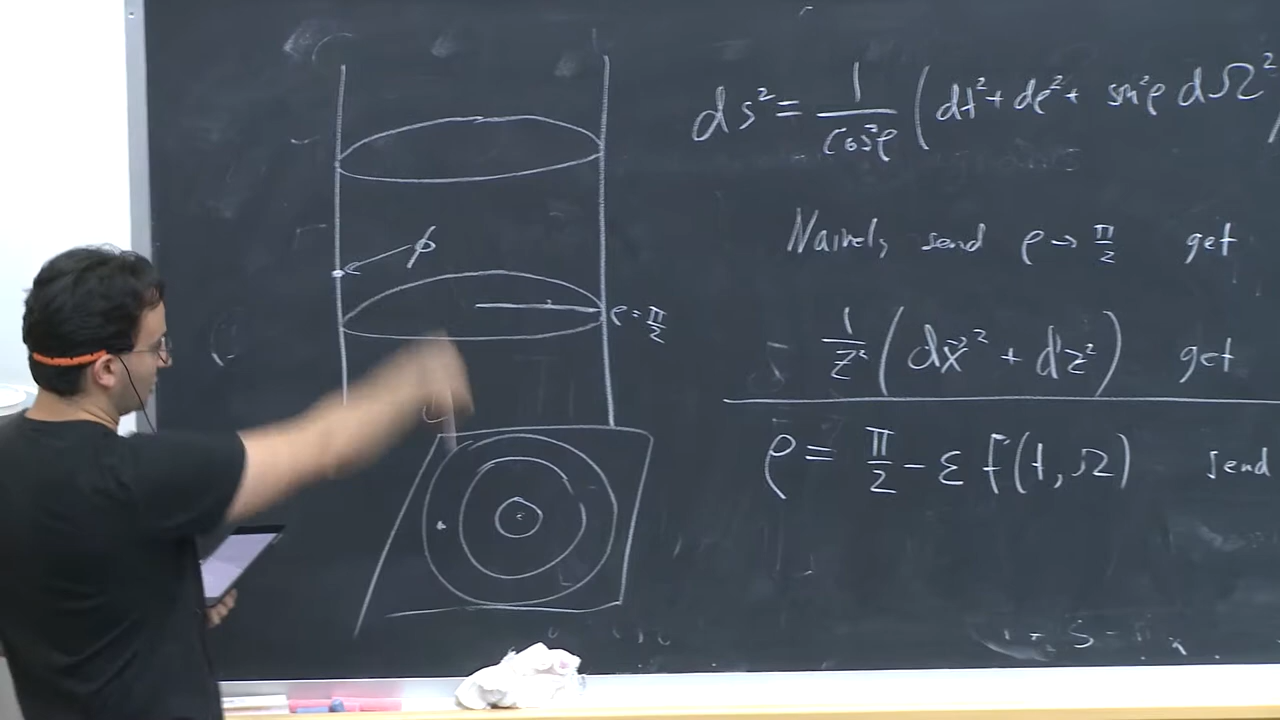 ds² = 1/cos²ρ (dt² + dρ² + sin²ρ dΩ²)
Naively send ρ → π/2 get
φ
ρ = π/2
1/z² (dx⃗² + dz²) get
ρ = π/2 - ε f(t, Ω) send